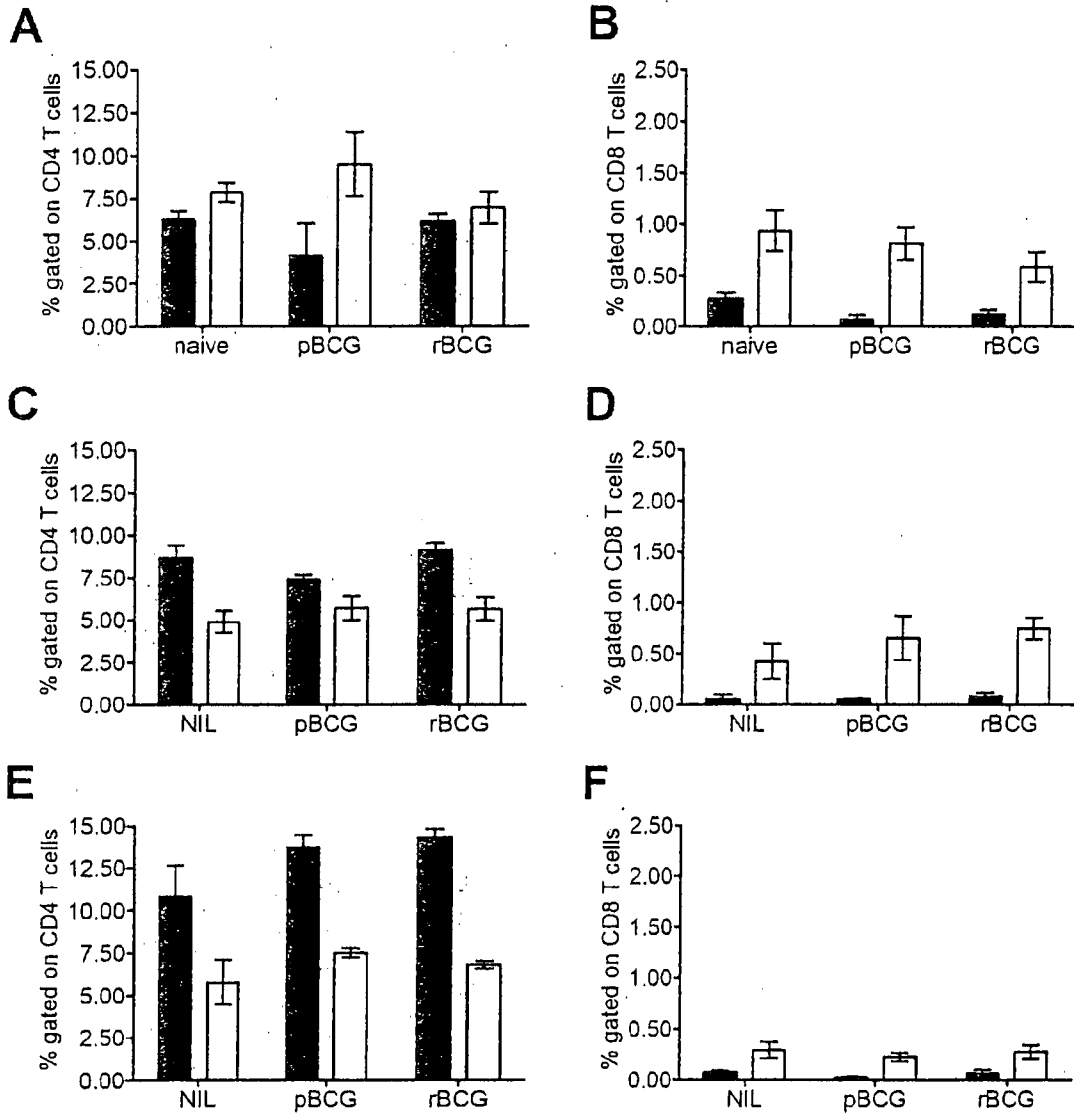 A
% gated on CD4 T cells
15.00
12.50
10.00
7.50
5.00
2.50
0.00
naive pBCG rBCG
B
% gated on CD8 T cells
2.50
2.00
1.50
1.00
0.50
0.00
naive pBCG rBCG
C
% gated on CD4 T cells
15.00
12.50
10.00
7.50
5.00
2.50
0.00
NIL pBCG rBCG
D
% gated on CD8 T cells
2.50
2.00
1.50
1.00
0.50
0.00
NIL pBCG rBCG
E
% gated on CD4 T cells
15.00
12.50
10.00
7.50
5.00
2.50
0.00
NIL pBCG rBCG
F
% gated on CD8 T cells
2.50
2.00
1.50
1.00
0.50
0.00
NIL pBCG rBCG